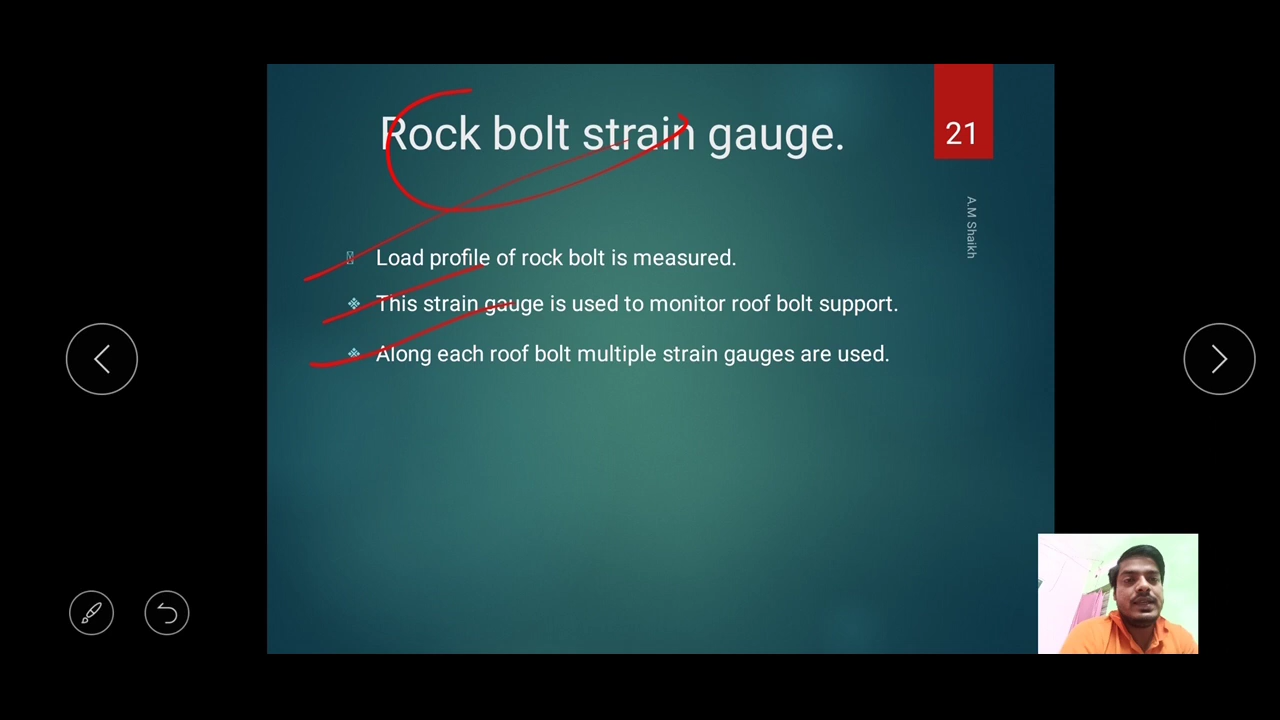 Rock bolt strain gauge.
21
A.M Shaikh
Load profile of rock bolt is measured.
This strain gauge is used to monitor roof bolt support.
Along each roof bolt multiple strain gauges are used.